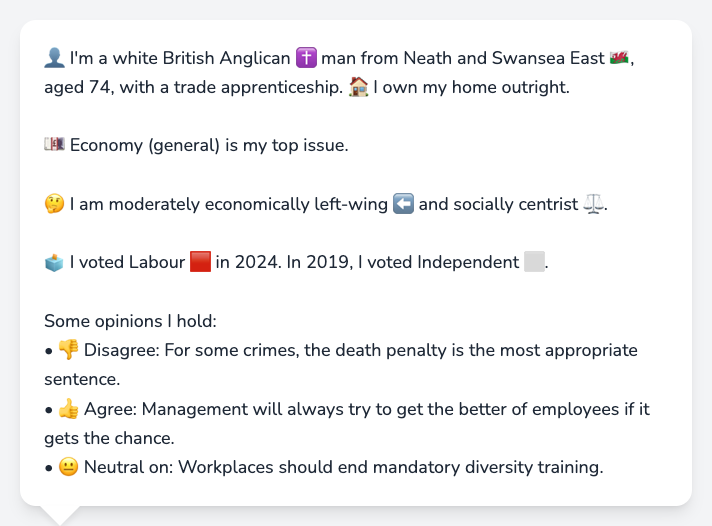 👤 I'm a white British Anglican ✝️ man from Neath and Swansea East 🏴󠁧󠁢󠁷󠁬󠁳󠁿,
aged 74, with a trade apprenticeship. 🏠 I own my home outright.
💷 Economy (general) is my top issue.
🤔 I am moderately economically left-wing ⬅️ and socially centrist ⚖️.
🗳️ I voted Labour 🟥 in 2024. In 2019, I voted Independent ⬜.
Some opinions I hold:
• 👎 Disagree: For some crimes, the death penalty is the most appropriate
sentence.
• 👍 Agree: Management will always try to get the better of employees if it
gets the chance.
• 😐 Neutral on: Workplaces should end mandatory diversity training.